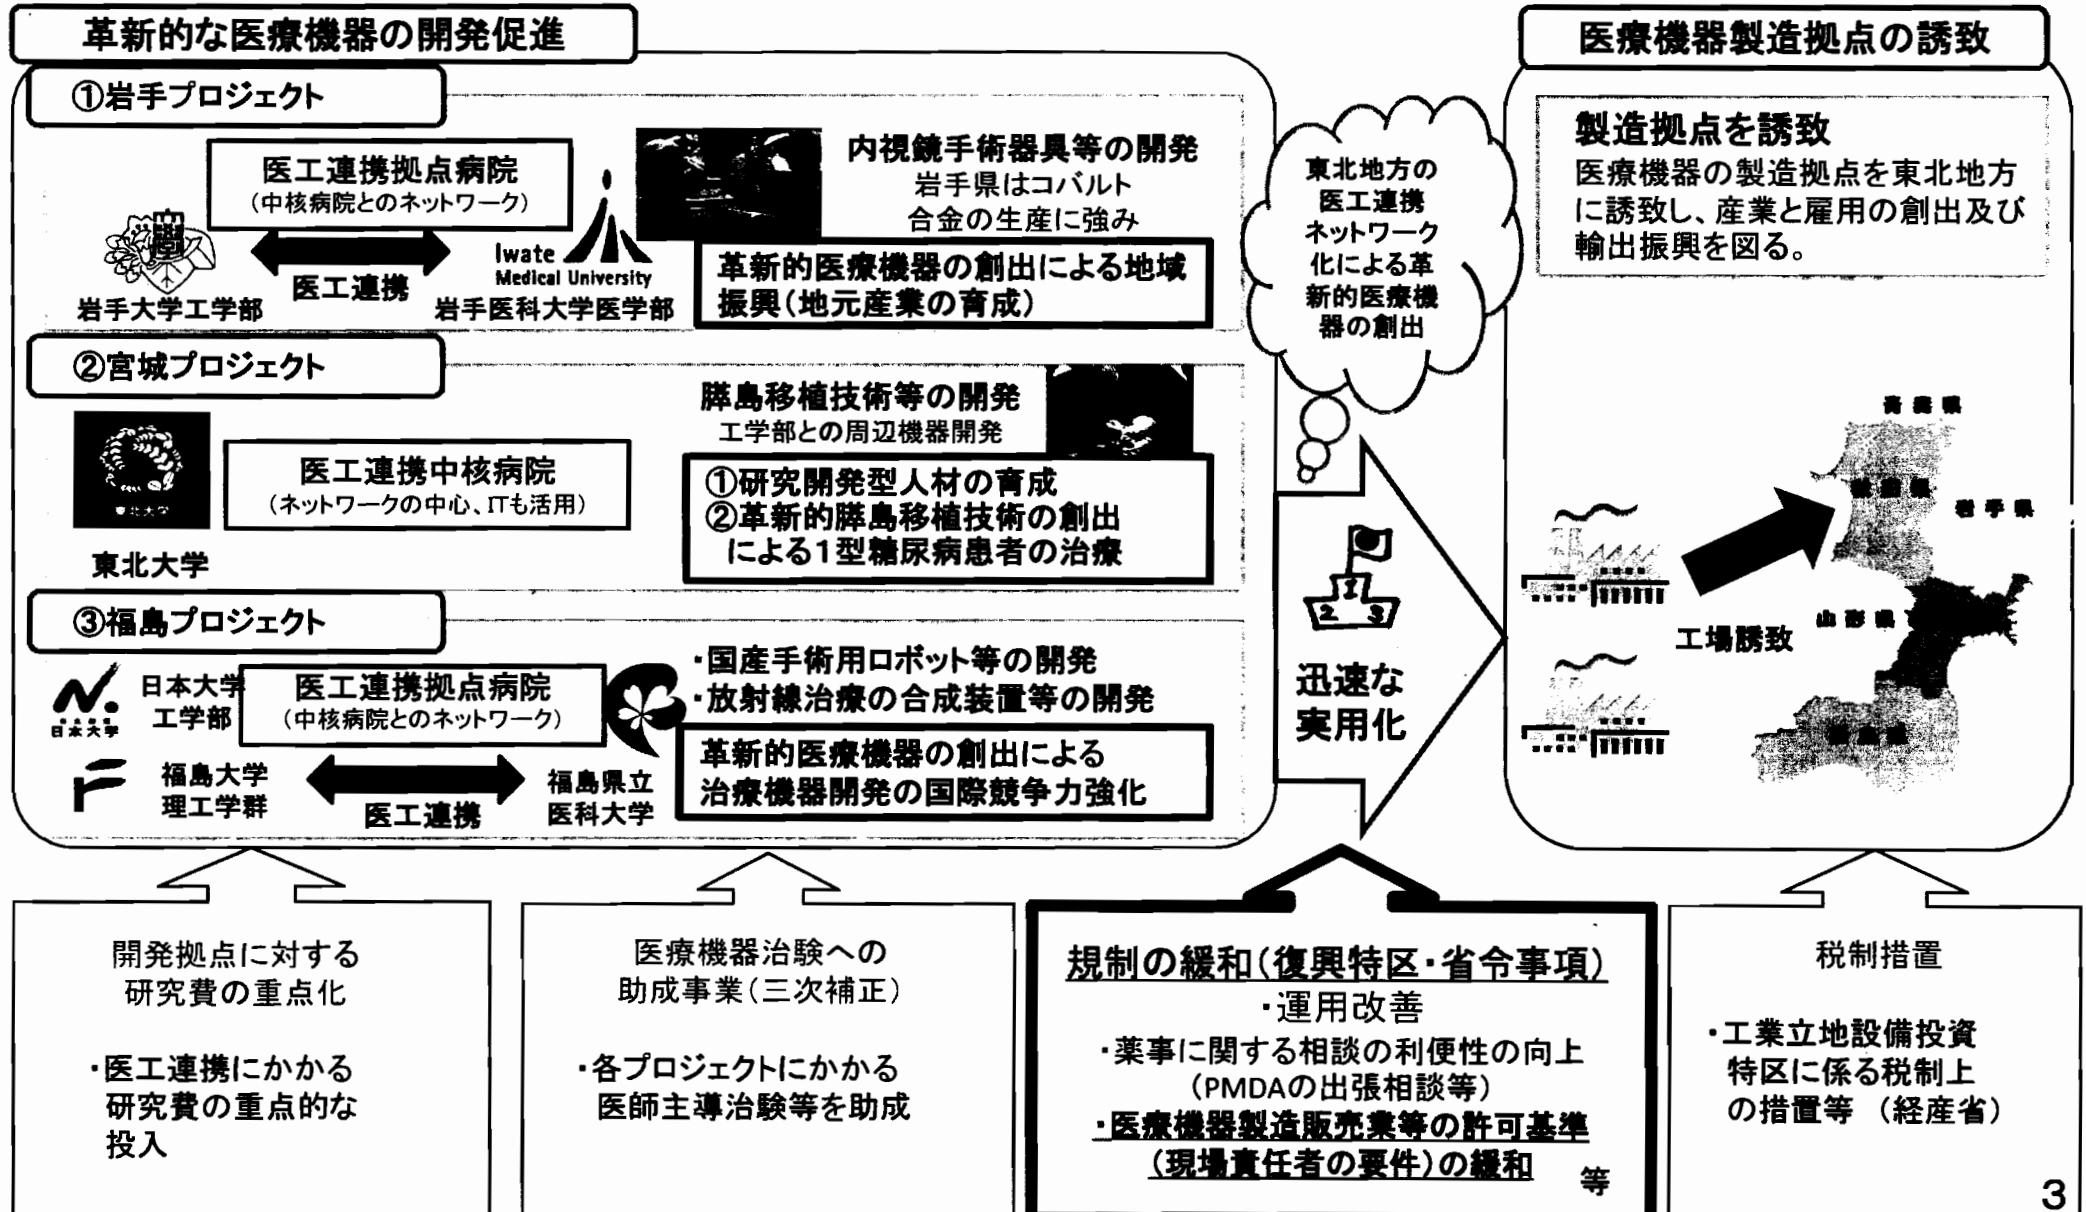 革新的な医療機器の開発促進
①岩手プロジェクト
医工連携拠点病院
(中核病院とのネットワーク)
医工連携
岩手大学工学部
Iwate
Medical University
岩手医科大学医学部
内視鏡手術器具等の開発
岩手県はコバルト
合金の生産に強み
革新的医療機器の創出による地域
振興(地元産業の育成)
②宮城プロジェクト
東北大学
東北大学
医工連携中核病院
(ネットワークの中心、ITも活用)
膵島移植技術等の開発
工学部との周辺機器開発
①研究開発型人材の育成
②革新的膵島移植技術の創出
による1型糖尿病患者の治療
③福島プロジェクト
日本大学
日本大学
工学部
福島大学
理工学群
医工連携拠点病院
(中核病院とのネットワーク)
医工連携
福島県立
医科大学
・国産手術用ロボット等の開発
・放射線治療の合成装置等の開発
革新的医療機器の創出による
治療機器開発の国際競争力強化
東北地方の
医工連携
ネットワーク
化による革
新的医療機
器の創出
1
2 3
迅速な
実用化
医療機器製造拠点の誘致
製造拠点を誘致
医療機器の製造拠点を東北地方
に誘致し、産業と雇用の創出及び
輸出振興を図る。
青森県
岩手県
山形県
福島県
工場誘致
開発拠点に対する
研究費の重点化
・医工連携にかかる
研究費の重点的な
投入
医療機器治験への
助成事業(三次補正)
・各プロジェクトにかかる
医師主導治験等を助成
規制の緩和(復興特区・省令事項)
・運用改善
・薬事に関する相談の利便性の向上
(PMDAの出張相談等)
・医療機器製造販売業等の許可基準
(現場責任者の要件)の緩和
等
税制措置
・工業立地設備投資
特区に係る税制上
の措置等 (経産省)
3